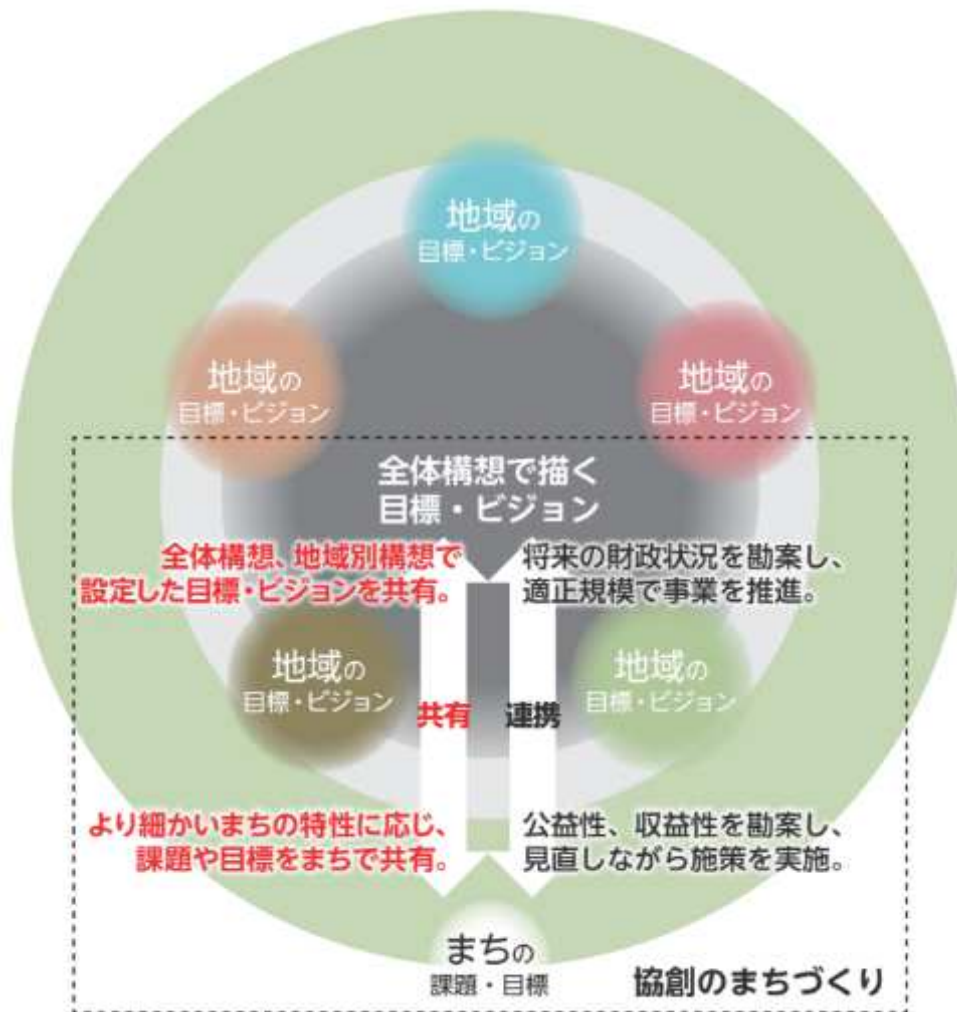 地域の
目標・ビジョン
地域の
目標・ビジョン
地域の
目標・ビジョン
全体構想で描く
目標・ビジョン
全体構想、地域別構想で
設定した目標・ビジョンを共有。
将来の財政状況を勘案し、
適正規模で事業を推進。
地域の
目標・ビジョン
地域の
目標・ビジョン
共有
連携
より細かいまちの特性に応じ、
課題や目標をまちで共有。
公益性、収益性を勘案し、
見直しながら施策を実施。
まちの
課題・目標
協創のまちづくり